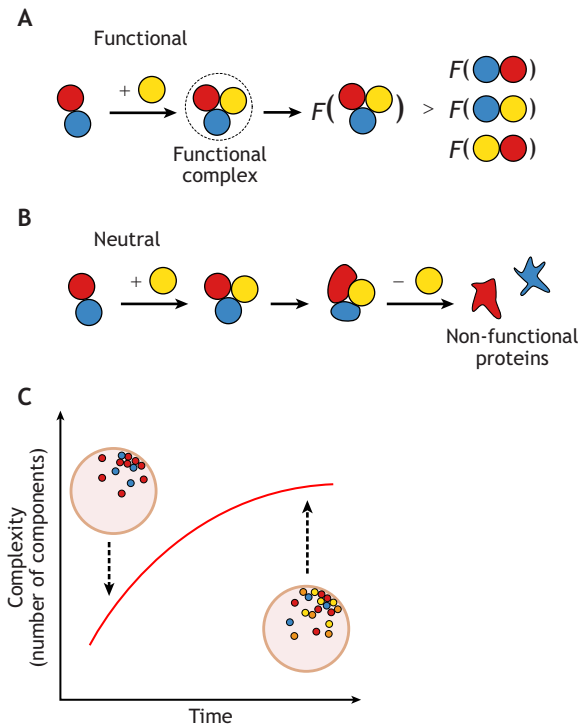 A
Functional
+
F( ) > F( )
F( )
F( )
Functional
complex
B
Neutral
+
–
Non-functional
proteins
C
Complexity
(number of components)
Time